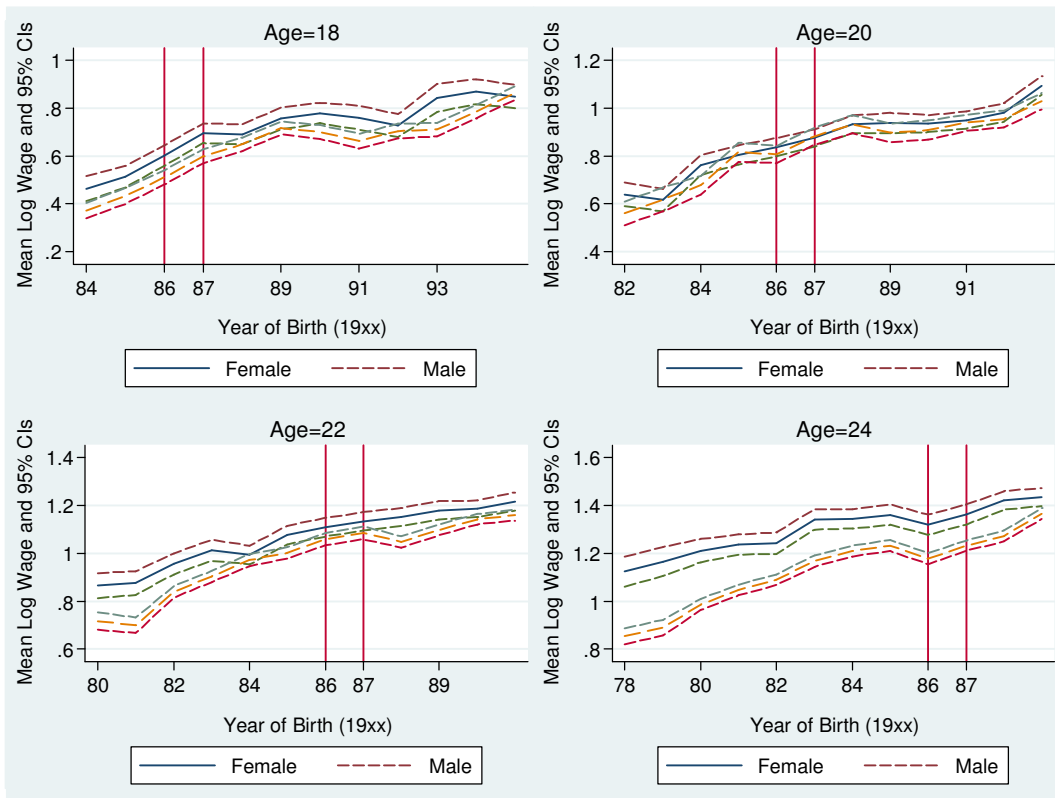 Age=18
Mean Log Wage and 95% CIs
1
.8
.6
.4
.2
84 86 87 89 91 93
Year of Birth (19xx)
Female Male
Age=20
Mean Log Wage and 95% CIs
1.2
1
.8
.6
.4
82 84 86 87 89 91
Year of Birth (19xx)
Female Male
Age=22
Mean Log Wage and 95% CIs
1.4
1.2
1
.8
.6
80 82 84 86 87 89
Year of Birth (19xx)
Female Male
Age=24
Mean Log Wage and 95% CIs
1.6
1.4
1.2
1
.8
78 80 82 84 86 87
Year of Birth (19xx)
Female Male